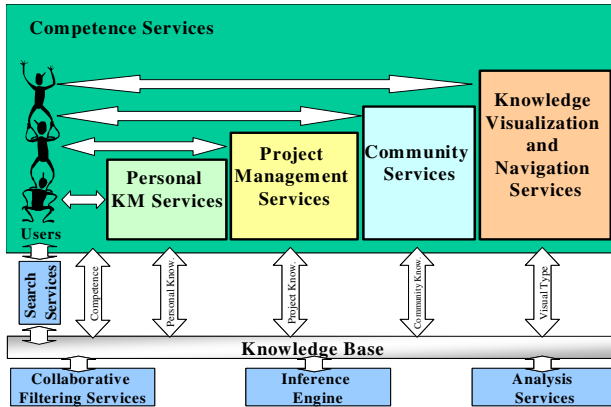 Competence Services
Knowledge
Visualization
and
Navigation
Services
Community
Services
Project
Management
Services
Personal
KM Services
Users
Search
Services
Competence
Personal Know.
Project Know.
Community Know.
Visual Type
Knowledge Base
Collaborative
Filtering Services
Inference
Engine
Analysis
Services